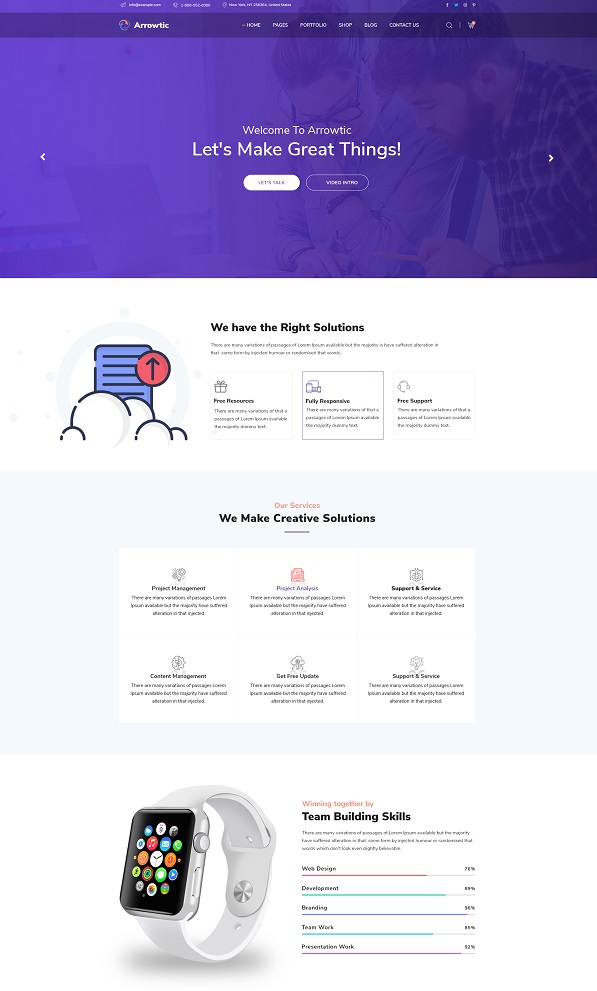 info@example.com
1-888-552-0088
New York, NY 256304, United States
Arrowtic
HOME
PAGES
PORTFOLIO
SHOP
BLOG
CONTACT US
Welcome To Arrowtic
Let's Make Great Things!
LET'S TALK
VIDEO INTRO
We have the Right Solutions
There are many variations of passages of Lorem Ipsum available but the majority is have suffered alteration in
that some form by injected humour or randomised that words.
Free Resources
There are many variations of that a
passages of Lorem Ipsum available
the majority dummy text.
Fully Responsive
There are many variations of that a
passages of Lorem Ipsum available
the majority dummy text.
Free Support
There are many variations of that a
passages of Lorem Ipsum available
the majority dummy text.
Our Services
We Make Creative Solutions
Project Management
There are many variations of passages Lorem
Ipsum available but the majority have suffered
alteration in that injected.
Project Analysis
There are many variations of passages Lorem
Ipsum available but the majority have suffered
alteration in that injected.
Support & Service
There are many variations of passages Lorem
Ipsum available but the majority have suffered
alteration in that injected.
Content Management
There are many variations of passages Lorem
Ipsum available but the majority have suffered
alteration in that injected.
Get Free Update
There are many variations of passages Lorem
Ipsum available but the majority have suffered
alteration in that injected.
Support & Service
There are many variations of passages Lorem
Ipsum available but the majority have suffered
alteration in that injected.
Winning together by
Team Building Skills
There are many variations of passages of Lorem Ipsum available but the majority
have suffered alteration in that some form by injected humour or randomised that
words which don't look even slightly believable.
Web Design 76%
Development 89%
Branding 96%
Team Work 85%
Presentation Work 92%